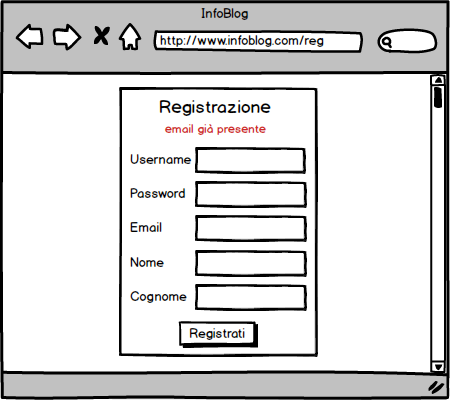 InfoBlog
http://www.infoblog.com/reg
Registrazione
email già presente
Username
Password
Email
Nome
Cognome
Registrati